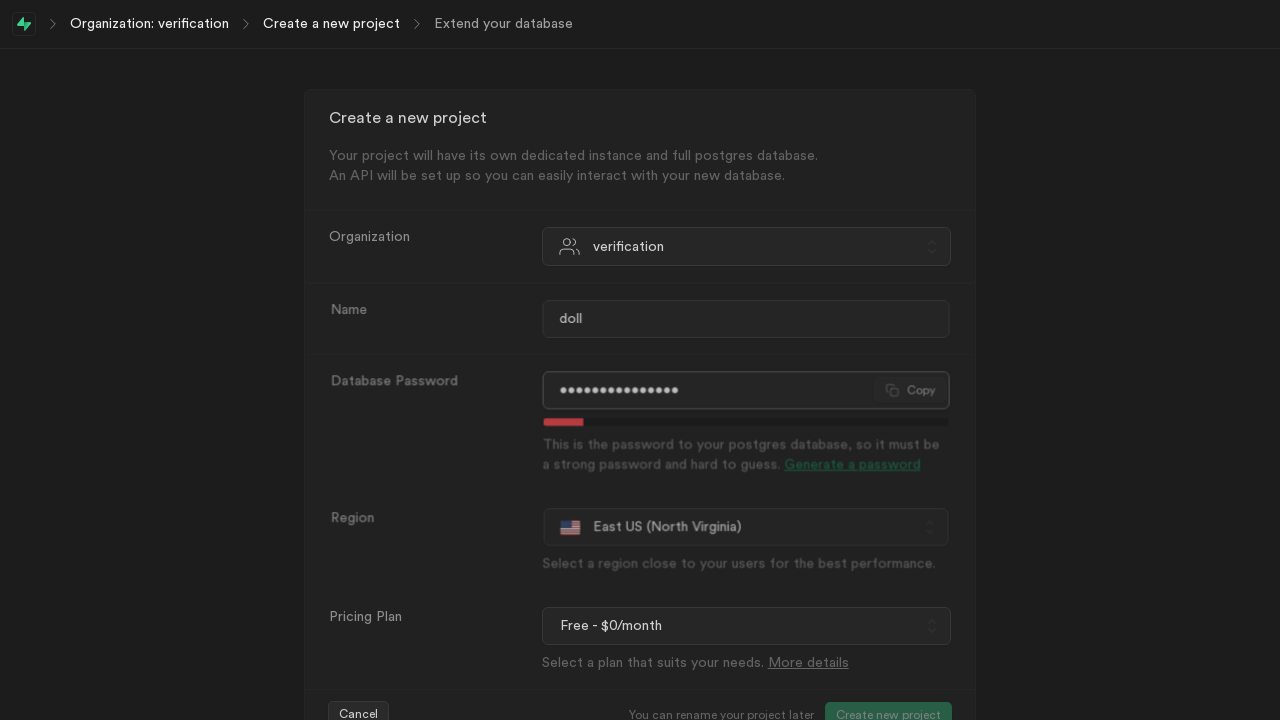 Organization: verification
Create a new project
Extend your database
Create a new project
Your project will have its own dedicated instance and full postgres database.
An API will be set up so you can easily interact with your new database.
Organization
verification
Name
doll
Database Password
•••••••••••••••
Copy
This is the password to your postgres database, so it must be
a strong password and hard to guess. Generate a password
Region
East US (North Virginia)
Select a region close to your users for the best performance.
Pricing Plan
Free - $0/month
Select a plan that suits your needs. More details
Cancel
You can rename your project later
Create new project